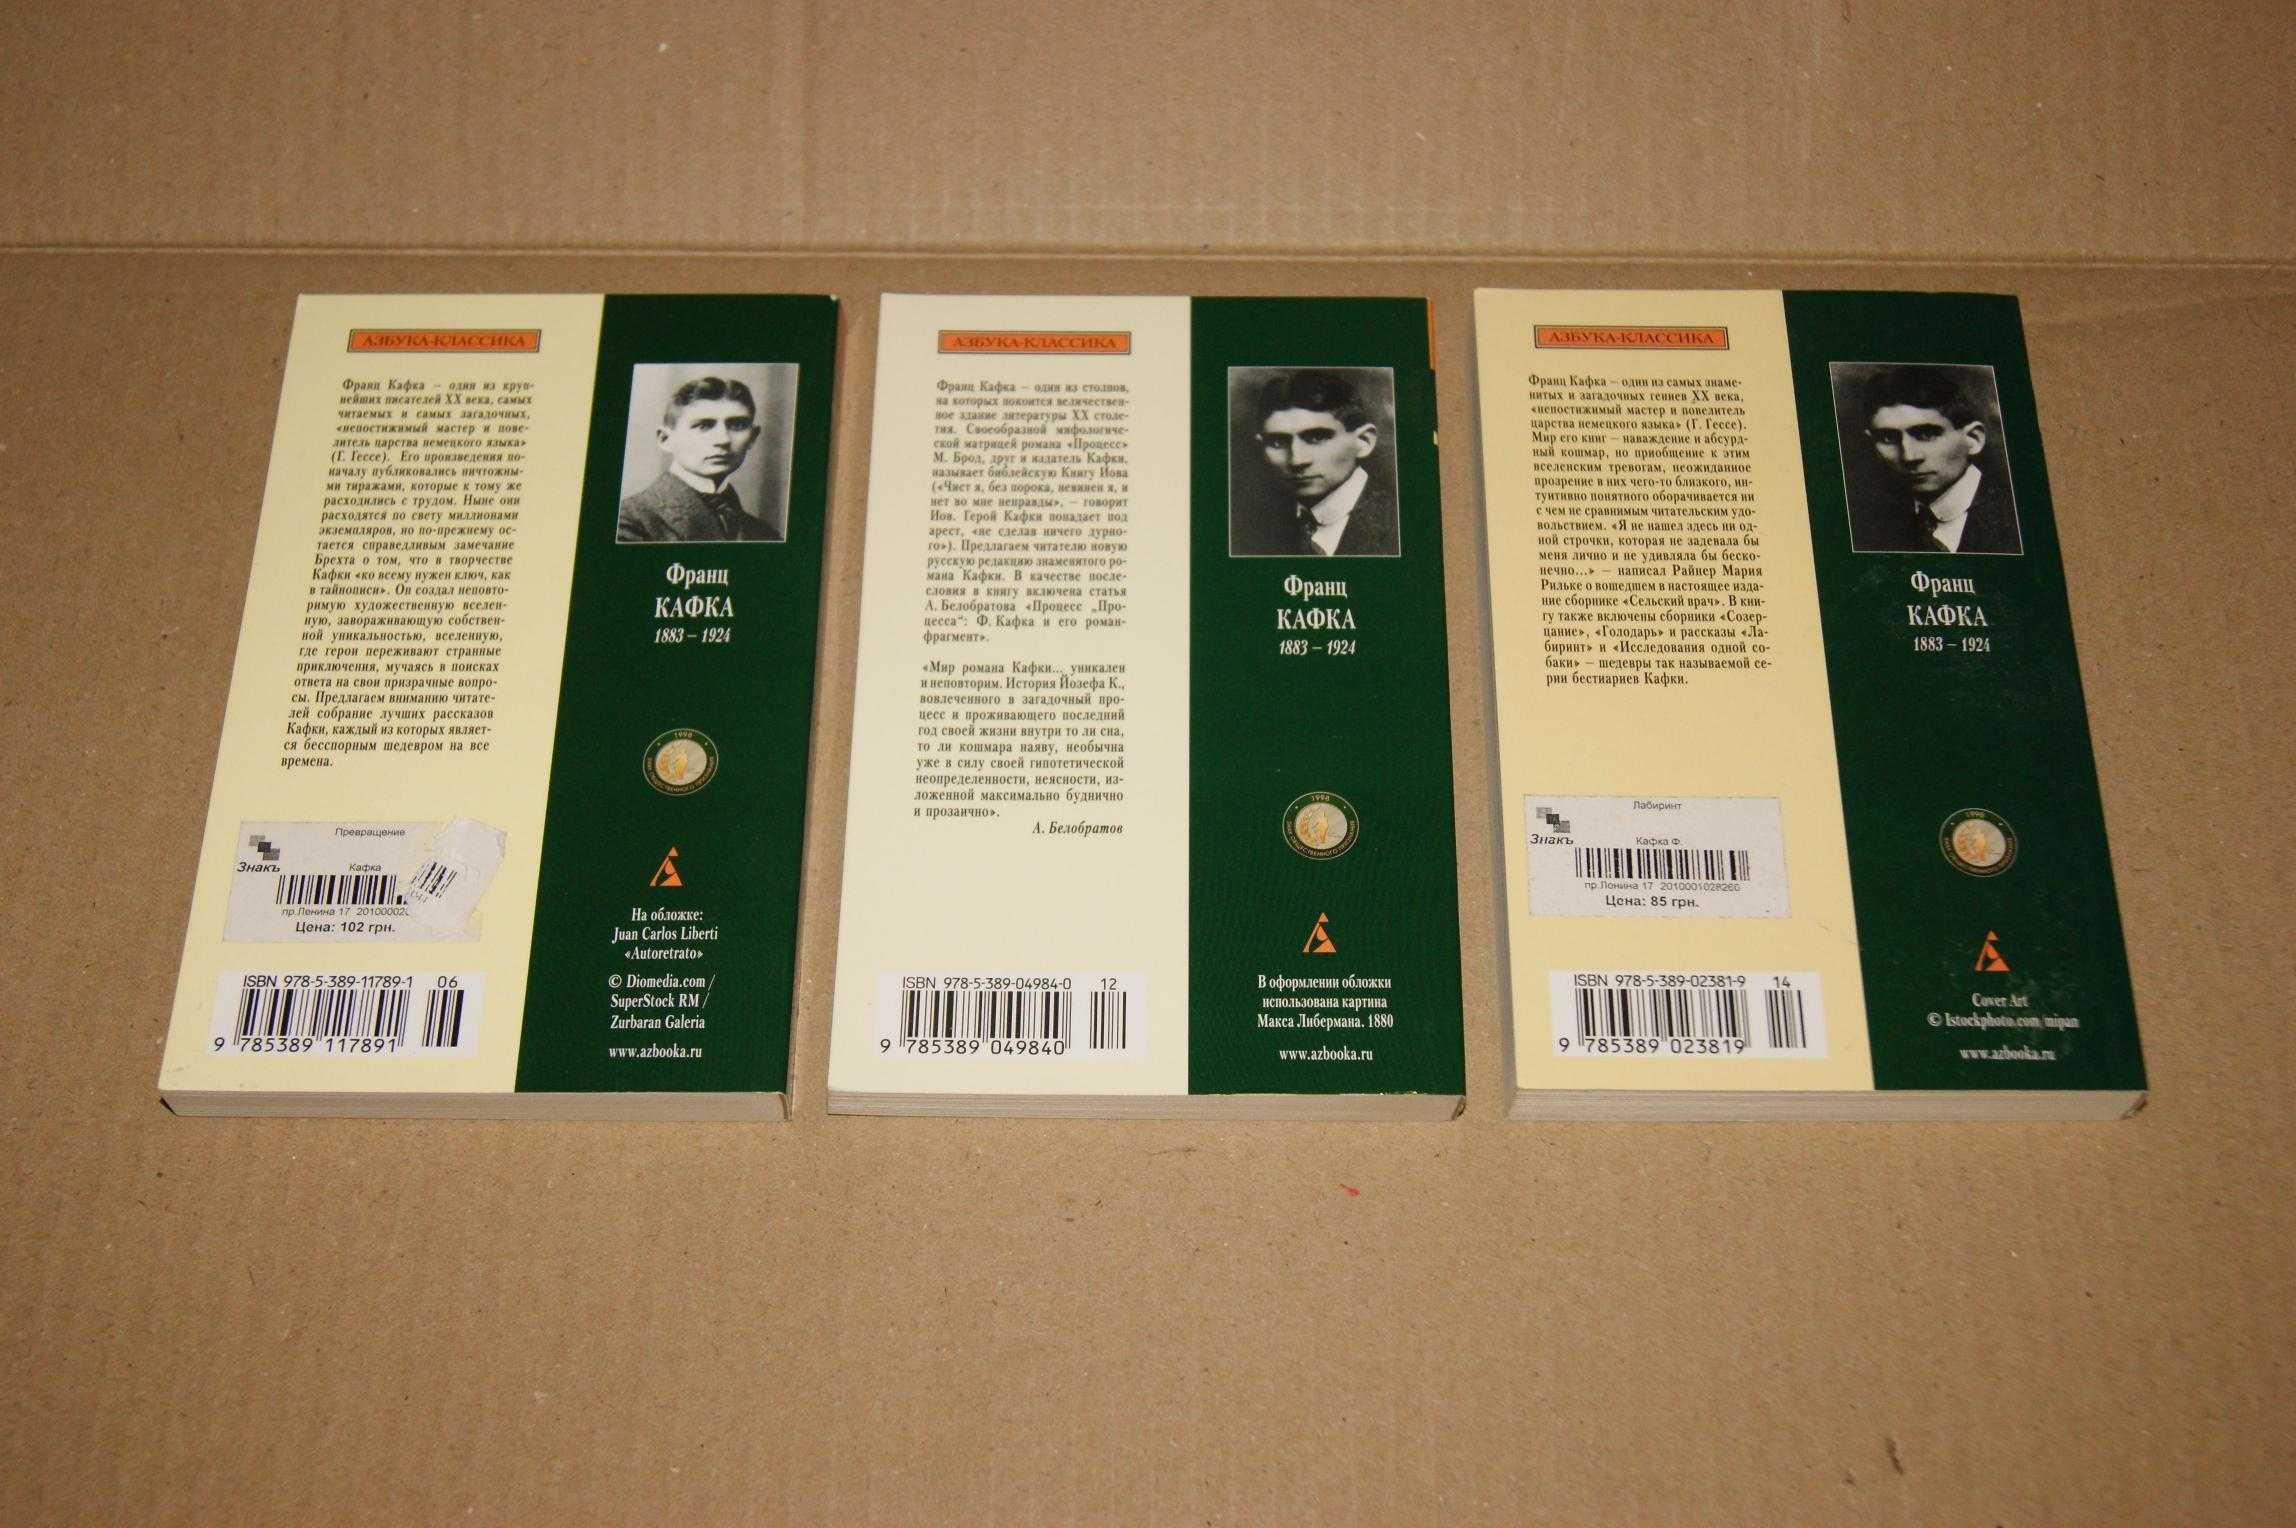 АЗБУКА-КЛАССИКА
Франц Кафка – один из круп-
нейших писателей XX века, самых
читаемых и самых загадочных,
«непостижимый мастер и пове-
литель царства немецкого языка»
(Г. Гессе). Его произведения по-
началу публиковались ничтожны-
ми тиражами, которые к тому же
расходились с трудом. Ныне они
расходятся по свету миллионами
экземпляров, но по-прежнему ос-
тается справедливым замечание
Брехта о том, что в творчестве
Кафки «ко всему нужен ключ, как
в тайнописи». Он создал неповто-
римую художественную вселен-
ную, завораживающую собствен-
ной уникальностью, вселенную,
где герои переживают странные
приключения, мучаясь в поисках
ответа на свои призрачные вопро-
сы. Предлагаем вниманию читате-
лей собрание лучших рассказов
Кафки, каждый из которых являет-
ся бесспорным шедевром на все
времена.
Превращение
Знакъ
Кафка
пр.Ленина 17
Цена: 102 грн.
ISBN 978-5-389-11789-1 06
9 785389 117891
Франц
КАФКА
1883 – 1924
1998
ЗНАК ОБЩЕСТВЕННОГО ПРИЗНАНИЯ
На обложке:
Juan Carlos Liberti
«Autoretrato»
© Diomedia.com /
SuperStock RM /
Zurbaran Galeria
www.azbooka.ru
АЗБУКА-КЛАССИКА
Франц Кафка – один из столпов,
на которых покоится величествен-
ное здание литературы XX столе-
тия. Своеобразной мифологиче-
ской матрицей романа «Процесс»
М. Брод, друг и издатель Кафки,
называет библейскую Книгу Иова
(«Чист я, без порока, невинен я, и
нет во мне неправды», – говорит
Иов. Герой Кафки попадает под
арест, «не сделав ничего дурно-
го»). Предлагаем читателю новую
русскую редакцию знаменитого ро-
мана Кафки. В качестве после-
словия в книгу включена статья
А. Белобратова «Процесс „Про-
цесса“: Ф. Кафка и его роман-
фрагмент».
«Мир романа Кафки... уникален
и неповторим. История Йозефа К.,
вовлеченного в загадочный про-
цесс и проживающего последний
год своей жизни внутри то ли сна,
то ли кошмара наяву, необычна
уже в силу своей гипотетической
неопределенности, неясности, из-
ложенной максимально буднично
и прозаично».
А. Белобратов
ISBN 978-5-389-04984-0 12
9 785389 049840
Франц
КАФКА
1883 – 1924
1998
ЗНАК ОБЩЕСТВЕННОГО ПРИЗНАНИЯ
В оформлении обложки
использована картина
Макса Либермана. 1880
www.azbooka.ru
АЗБУКА-КЛАССИКА
Франц Кафка – один из самых знаме-
нитых и загадочных гениев XX века,
«непостижимый мастер и повелитель
царства немецкого языка» (Г. Гессе).
Мир его книг – наваждение и абсурд-
ный кошмар, но приобщение к этим
вселенским тревогам, неожиданное
прозрение в них чего-то близкого, ин-
туитивно понятного оборачивается ни
с чем не сравнимым читательским удо-
вольствием. «Я не нашел здесь ни од-
ной строчки, которая не задевала бы
меня лично и не удивляла бы беско-
нечно...» – написал Райнер Мария
Рильке о вошедшем в настоящее изда-
ние сборнике «Сельский врач». В кни-
гу также включены сборники «Созер-
цание», «Голодарь» и рассказы «Ла-
биринт» и «Исследования одной со-
баки» – шедевры так называемой се-
рии бестиариев Кафки.
Лабиринт
Знакъ
Кафка Ф.
пр.Ленина 17 2010001028260
Цена: 85 грн.
ISBN 978-5-389-02381-9 14
9 785389 023819
Франц
КАФКА
1883 – 1924
1998
ЗНАК ОБЩЕСТВЕННОГО ПРИЗНАНИЯ
Cover Art
© Istockphoto.com/mipan
www.azbooka.ru